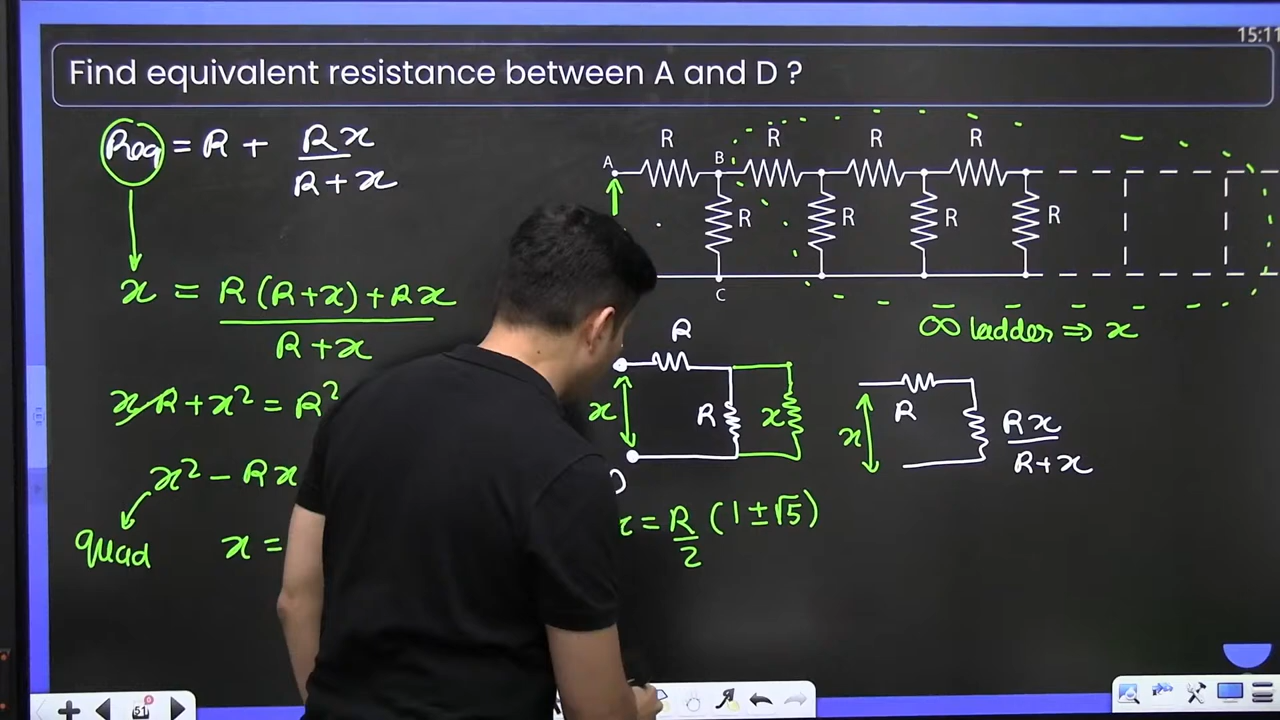 15:11
Find equivalent resistance between A and D ?
Req = R + Rx / R + x
x = R (R+x) + Rx / R + x
xR + x² = R²
x² - Rx
quad
x =
R R R R
A B
R R R R
C
∞ ladder ⇒ x
R
x R x
x R Rx / R + x
x = R/2 (1 ± √5)
51